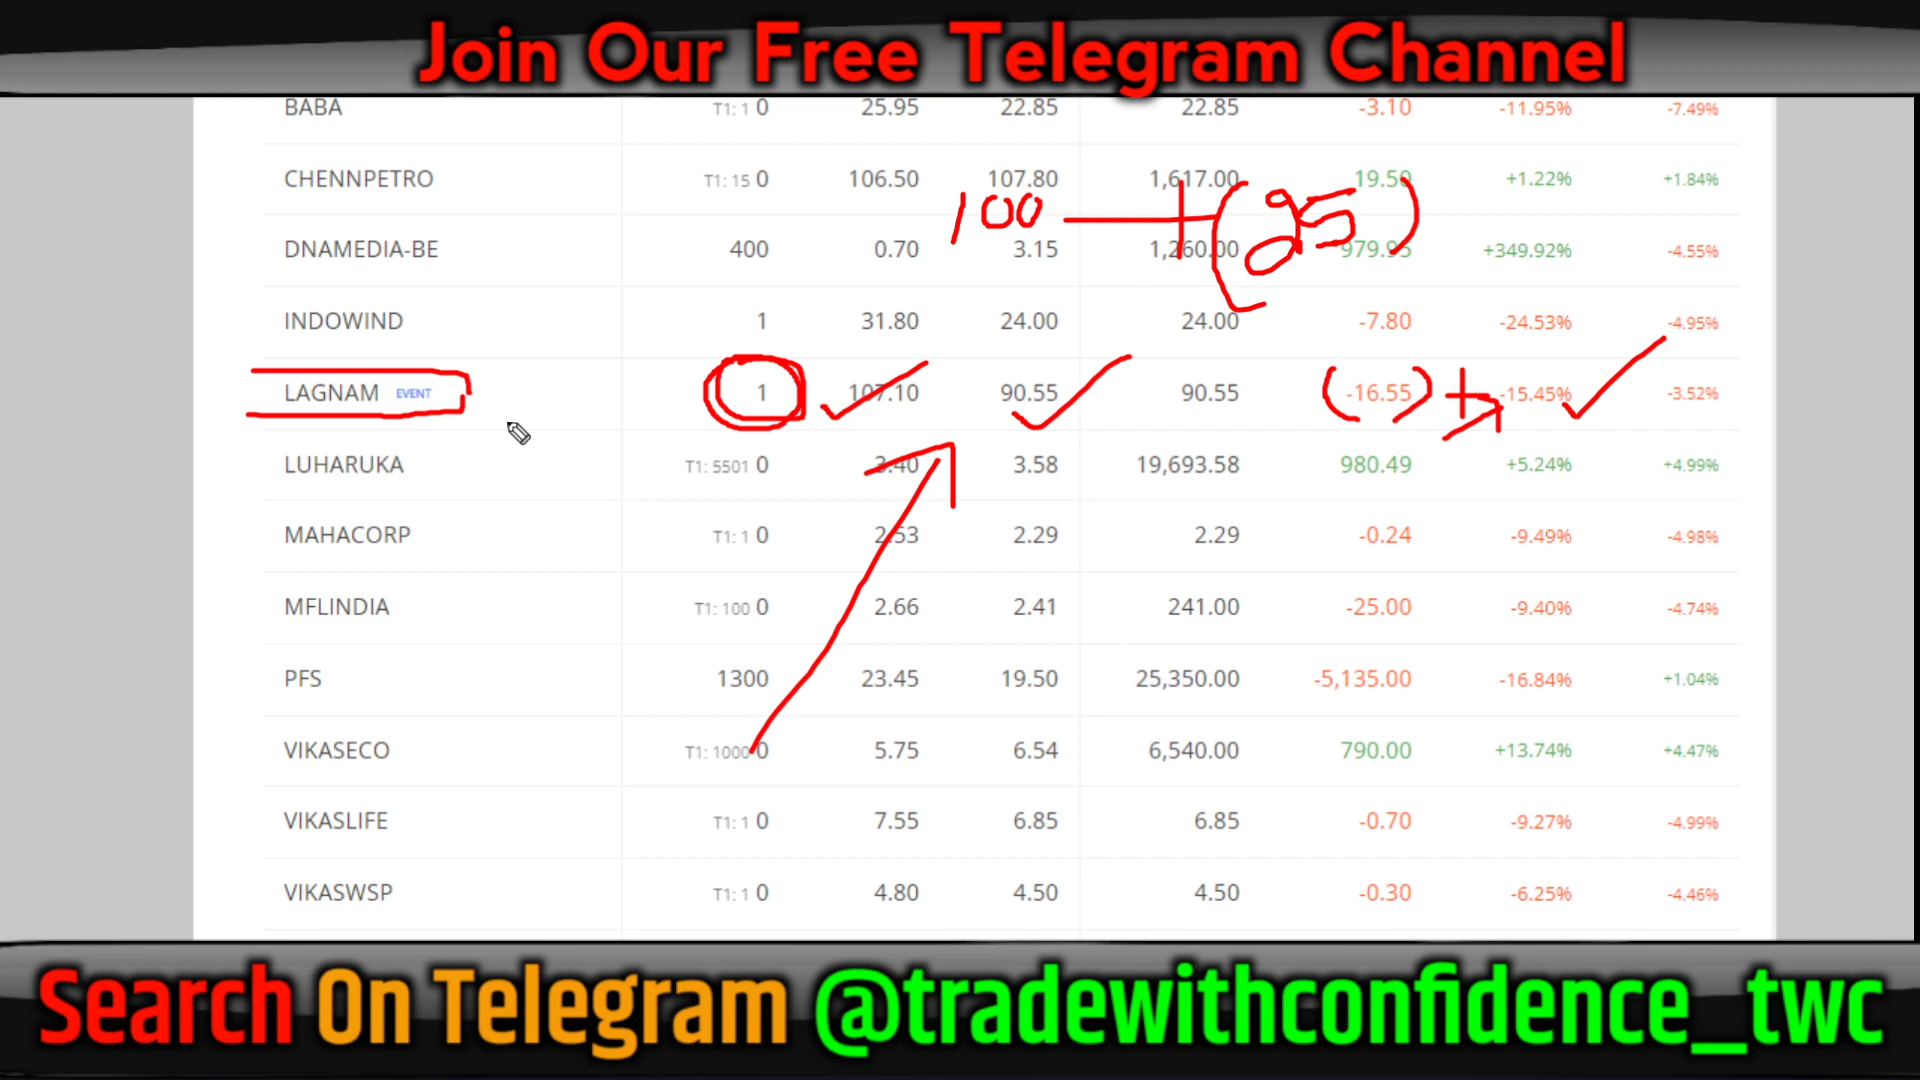 Join Our Free Telegram Channel
BABA T1: 1 0 25.95 22.85 22.85 -3.10 -11.95% -7.49%
CHENNPETRO T1: 15 0 106.50 107.80 1,617.00 19.50 +1.22% +1.84%
100 (25)
DNAMEDIA-BE 400 0.70 3.15 1,260.00 979.95 +349.92% -4.55%
INDOWIND 1 31.80 24.00 24.00 -7.80 -24.53% -4.95%
LAGNAM EVENT 1 107.10 90.55 90.55 -16.55 -15.45% -3.52%
LUHARUKA T1: 5501 0 3.40 3.58 19,693.58 980.49 +5.24% +4.99%
MAHACORP T1: 1 0 2.53 2.29 2.29 -0.24 -9.49% -4.98%
MFLINDIA T1: 100 0 2.66 2.41 241.00 -25.00 -9.40% -4.74%
PFS 1300 23.45 19.50 25,350.00 -5,135.00 -16.84% +1.04%
VIKASECO T1: 1000 0 5.75 6.54 6,540.00 790.00 +13.74% +4.47%
VIKASLIFE T1: 1 0 7.55 6.85 6.85 -0.70 -9.27% -4.99%
VIKASWSP T1: 1 0 4.80 4.50 4.50 -0.30 -6.25% -4.46%
Search On Telegram @tradewithconfidence_twc